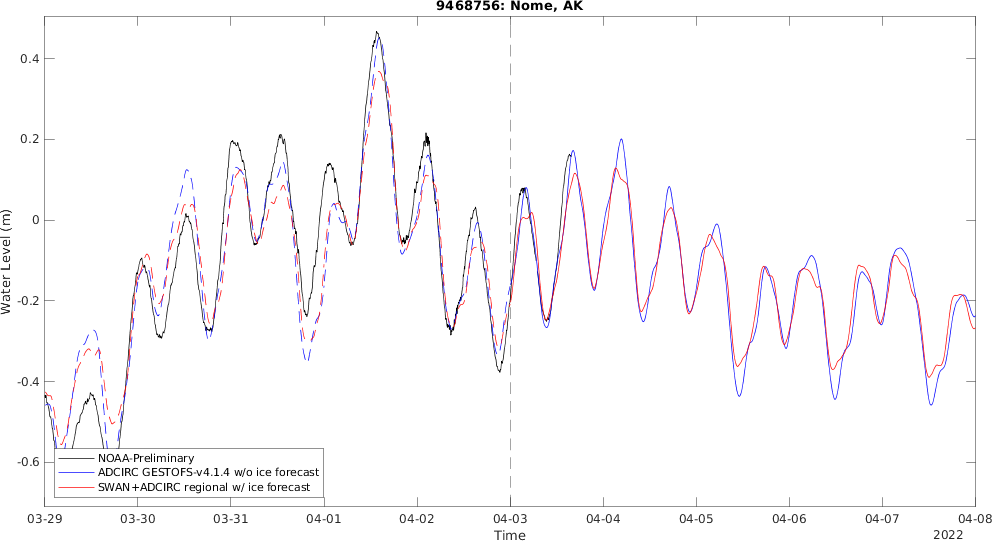 9468756: Nome, AK
Water Level (m)
0.4
0.2
0
-0.2
-0.4
-0.6
NOAA-Preliminary
ADCIRC GESTOFS-v4.1.4 w/o ice forecast
SWAN+ADCIRC regional w/ ice forecast
03-29 03-30 03-31 04-01 04-02 04-03 04-04 04-05 04-06 04-07 04-08
Time
2022